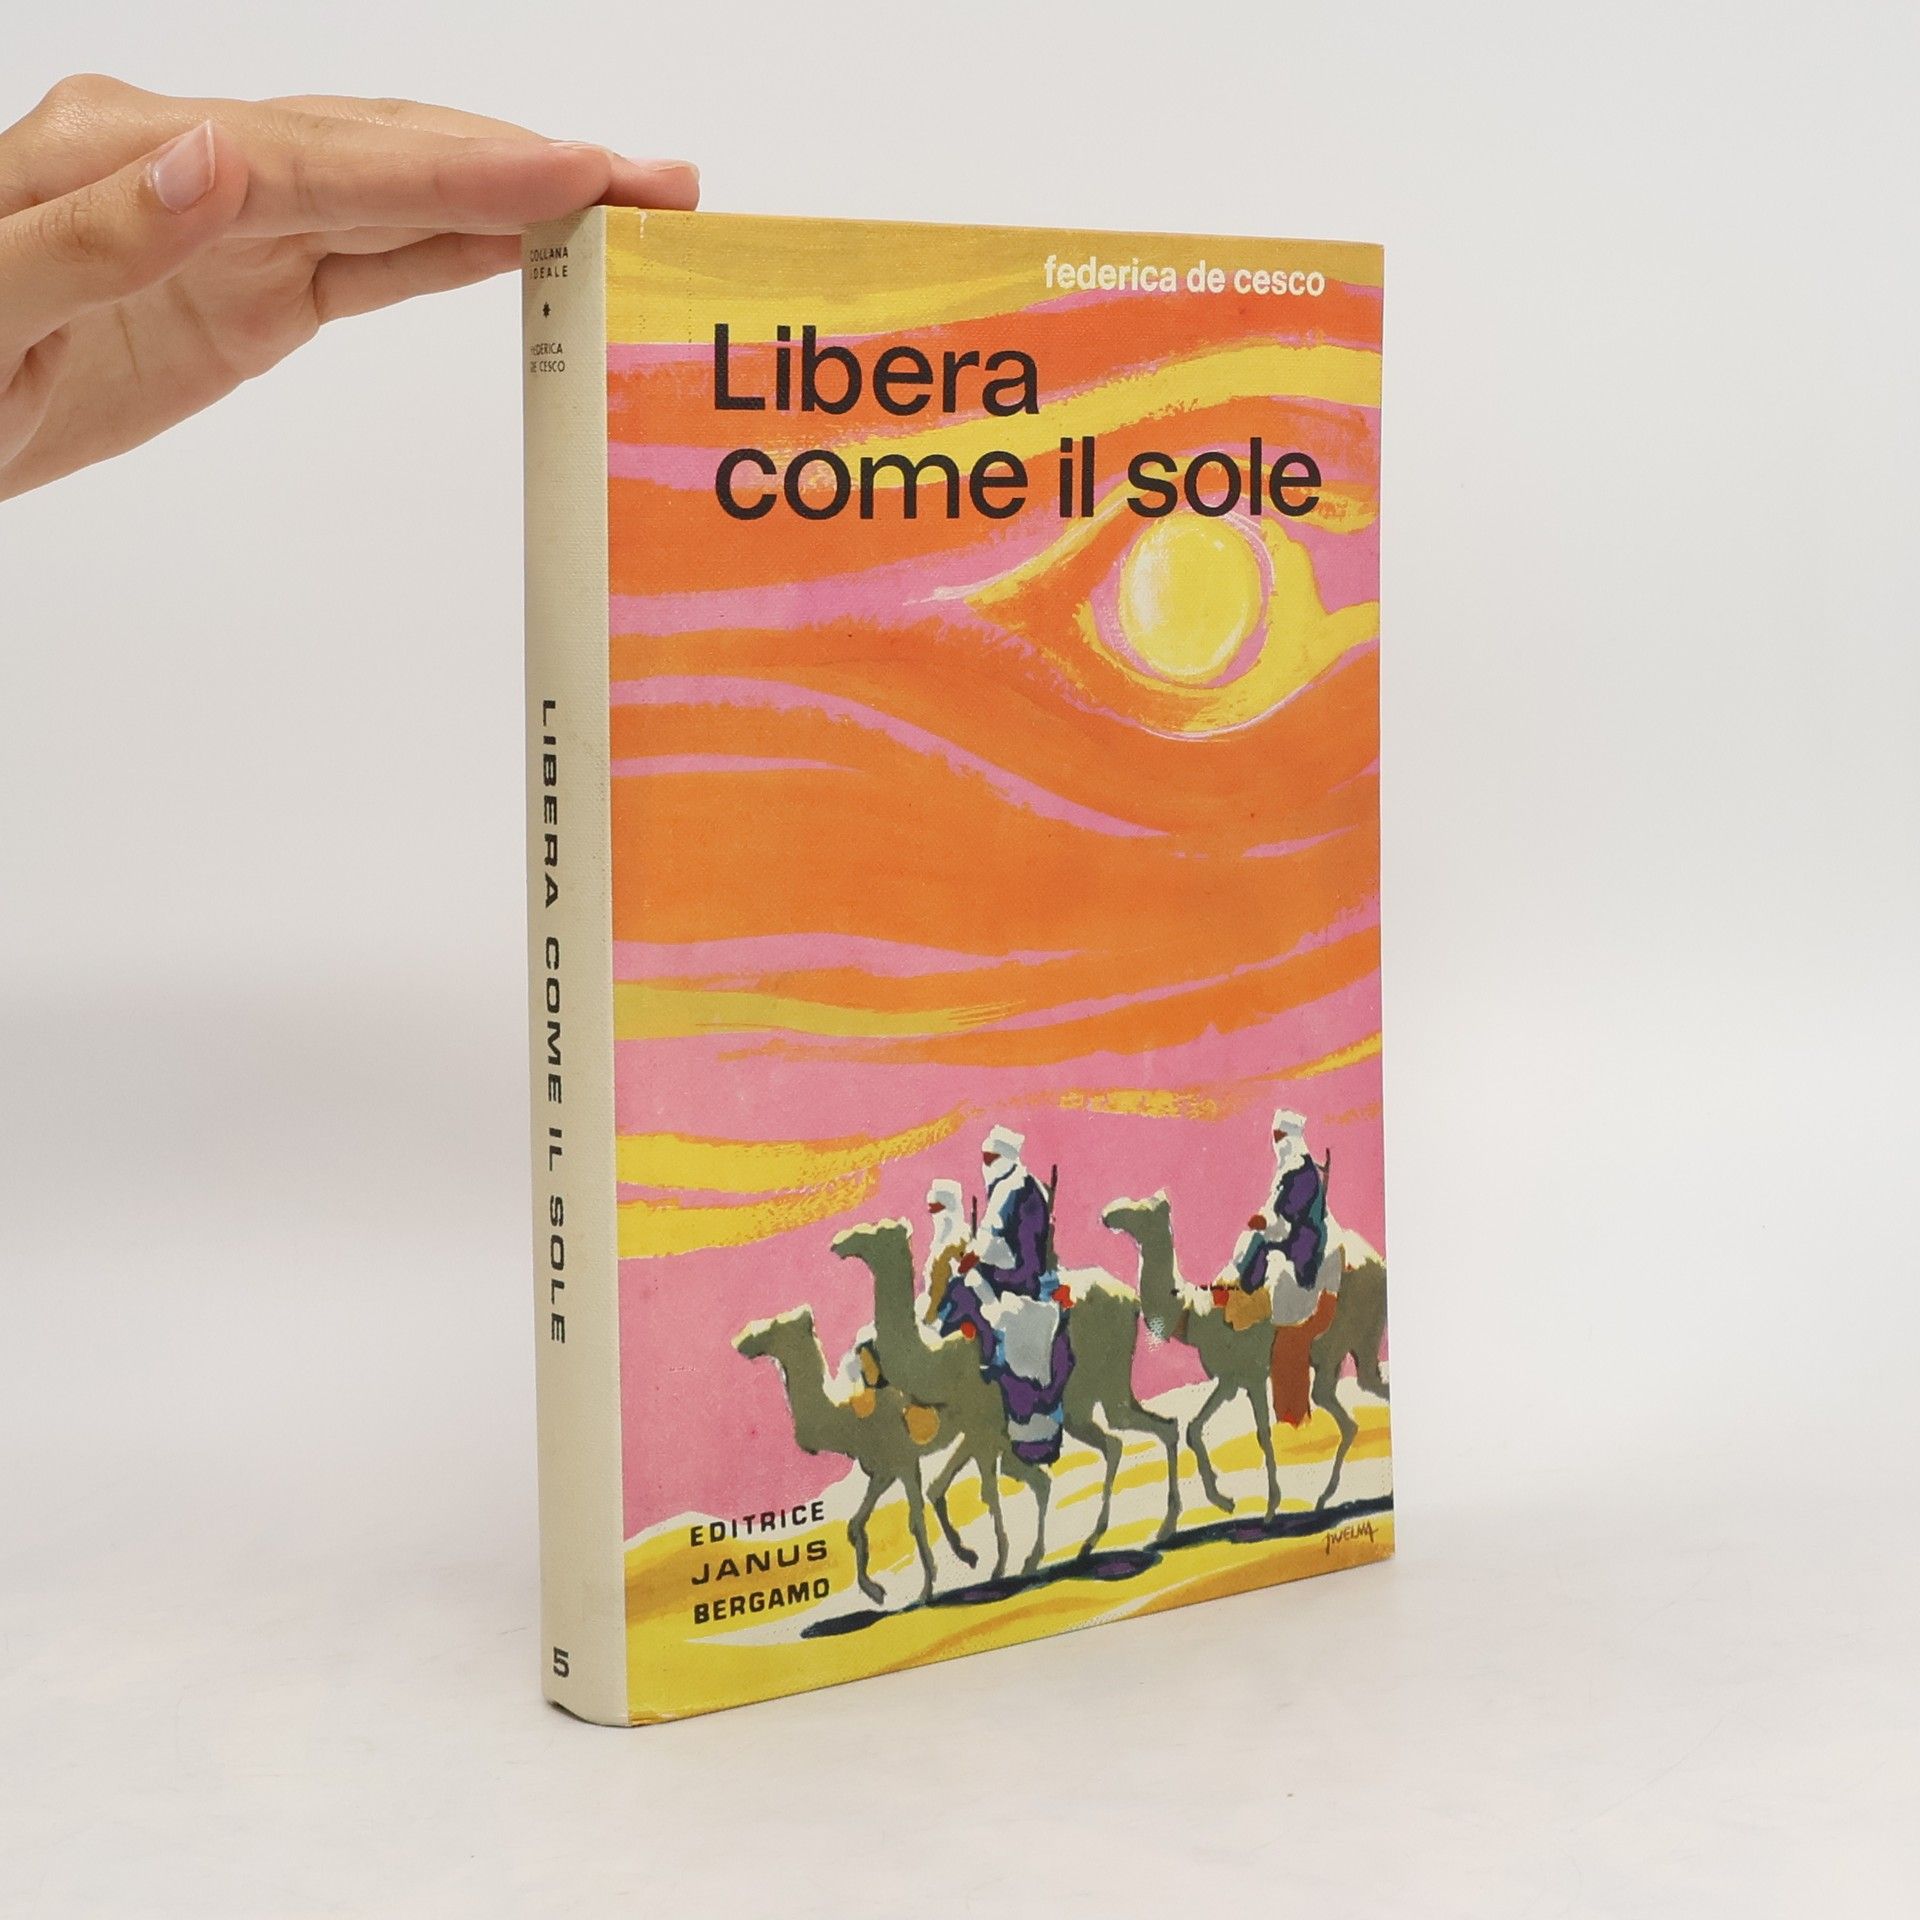 COLLANA
IDEALE
*
FEDERICA
DE CESCO
LIBERA COME IL SOLE
5
federica de cesco
Libera
come il sole
EDITRICE
JANUS
BERGAMO